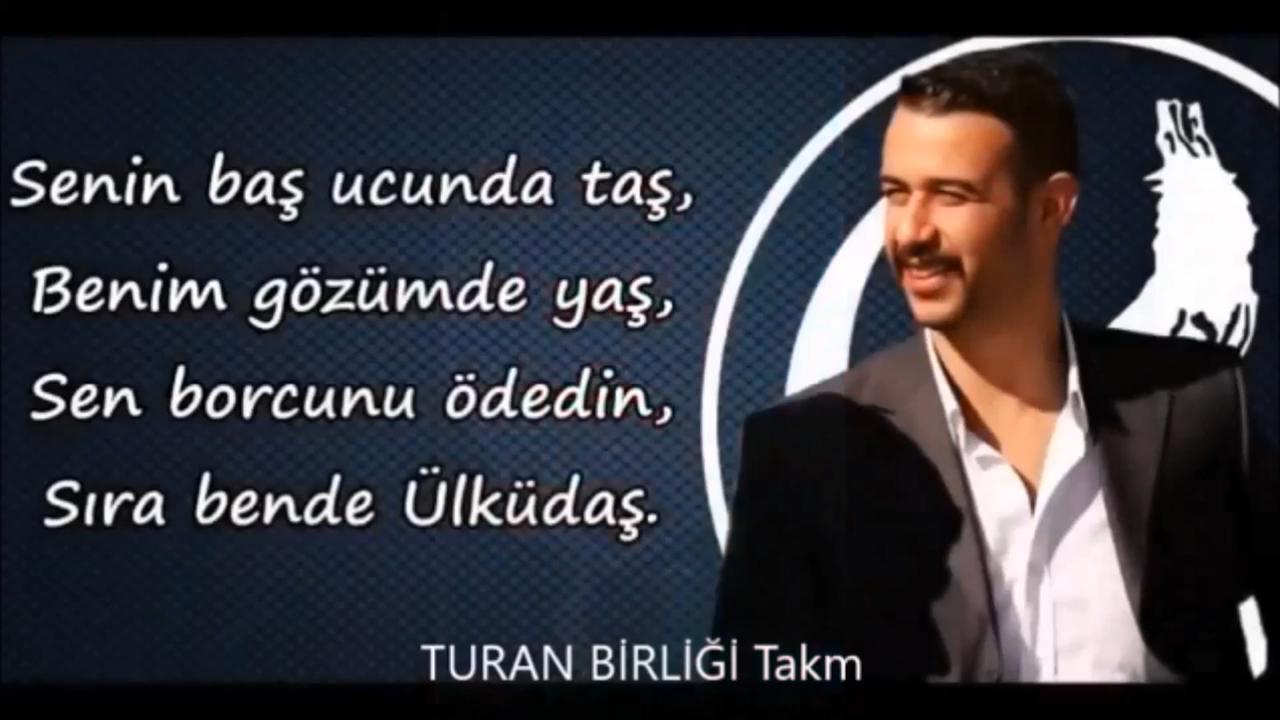 Senin baş ucunda taş,
Benim gözümde yaş,
Sen borcunu ödedin,
Sıra bende Ülküdaş.
TURAN BİRLİĞİ Takm